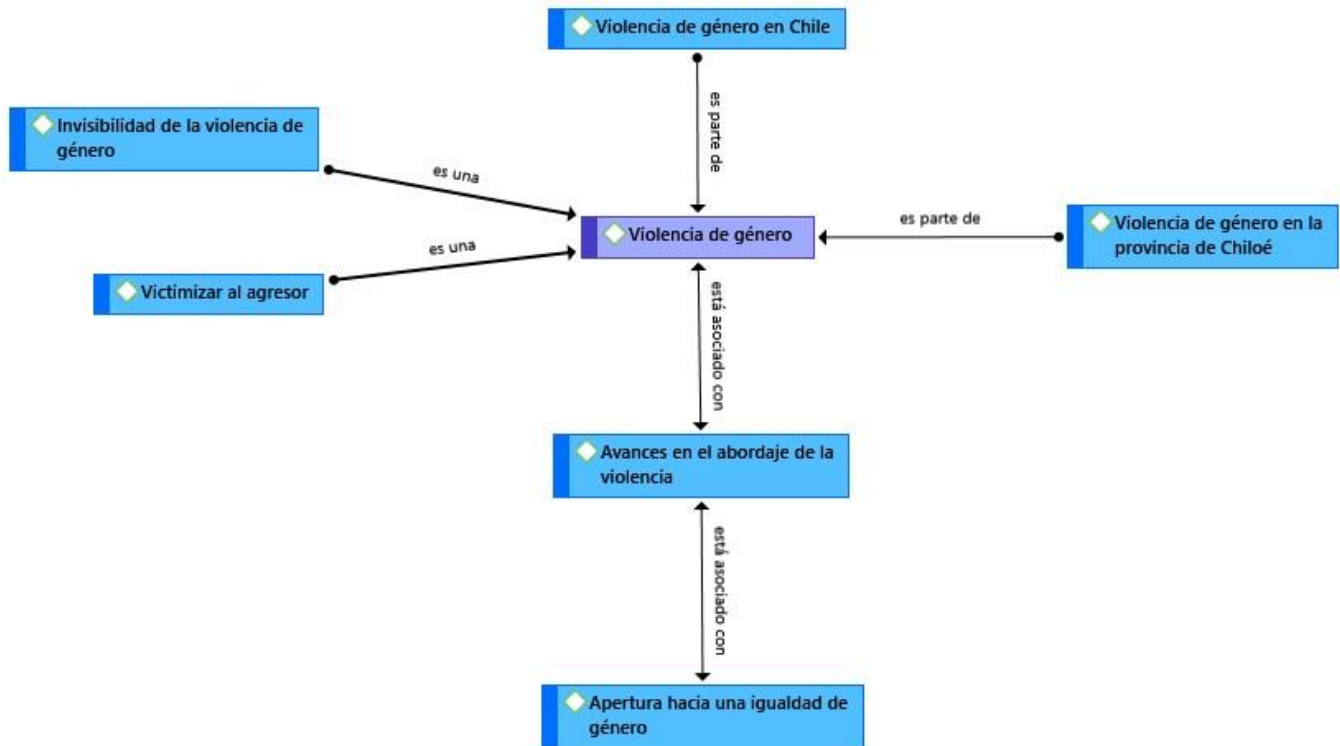 Violencia de género en Chile
es parte de
Invisibilidad de la violencia de
género
es una
Violencia de género
es parte de
Violencia de género en la
provincia de Chiloé
es una
Victimizar al agresor
está asociado con
Avances en el abordaje de la
violencia
está asociado con
Apertura hacia una igualdad de
género